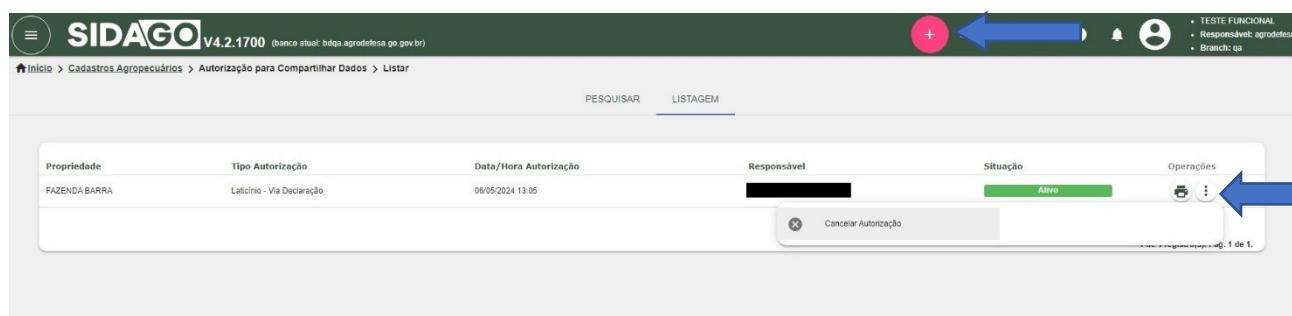 SIDAGO V4.2.1700 (banco atual: bdqa.agrodefesa.go.gov.br)
+
• TESTE FUNCIONAL
• Responsável: agrodefesa
• Branch: qa
Início > Cadastros Agropecuários > Autorização para Compartilhar Dados > Listar
PESQUISAR LISTAGEM
Propriedade Tipo Autorização Data/Hora Autorização Responsável Situação Operações
FAZENDA BARRA Laticínio - Via Declaração 06/05/2024 13:05 Ativo
Cancelar Autorização
1 de 1.